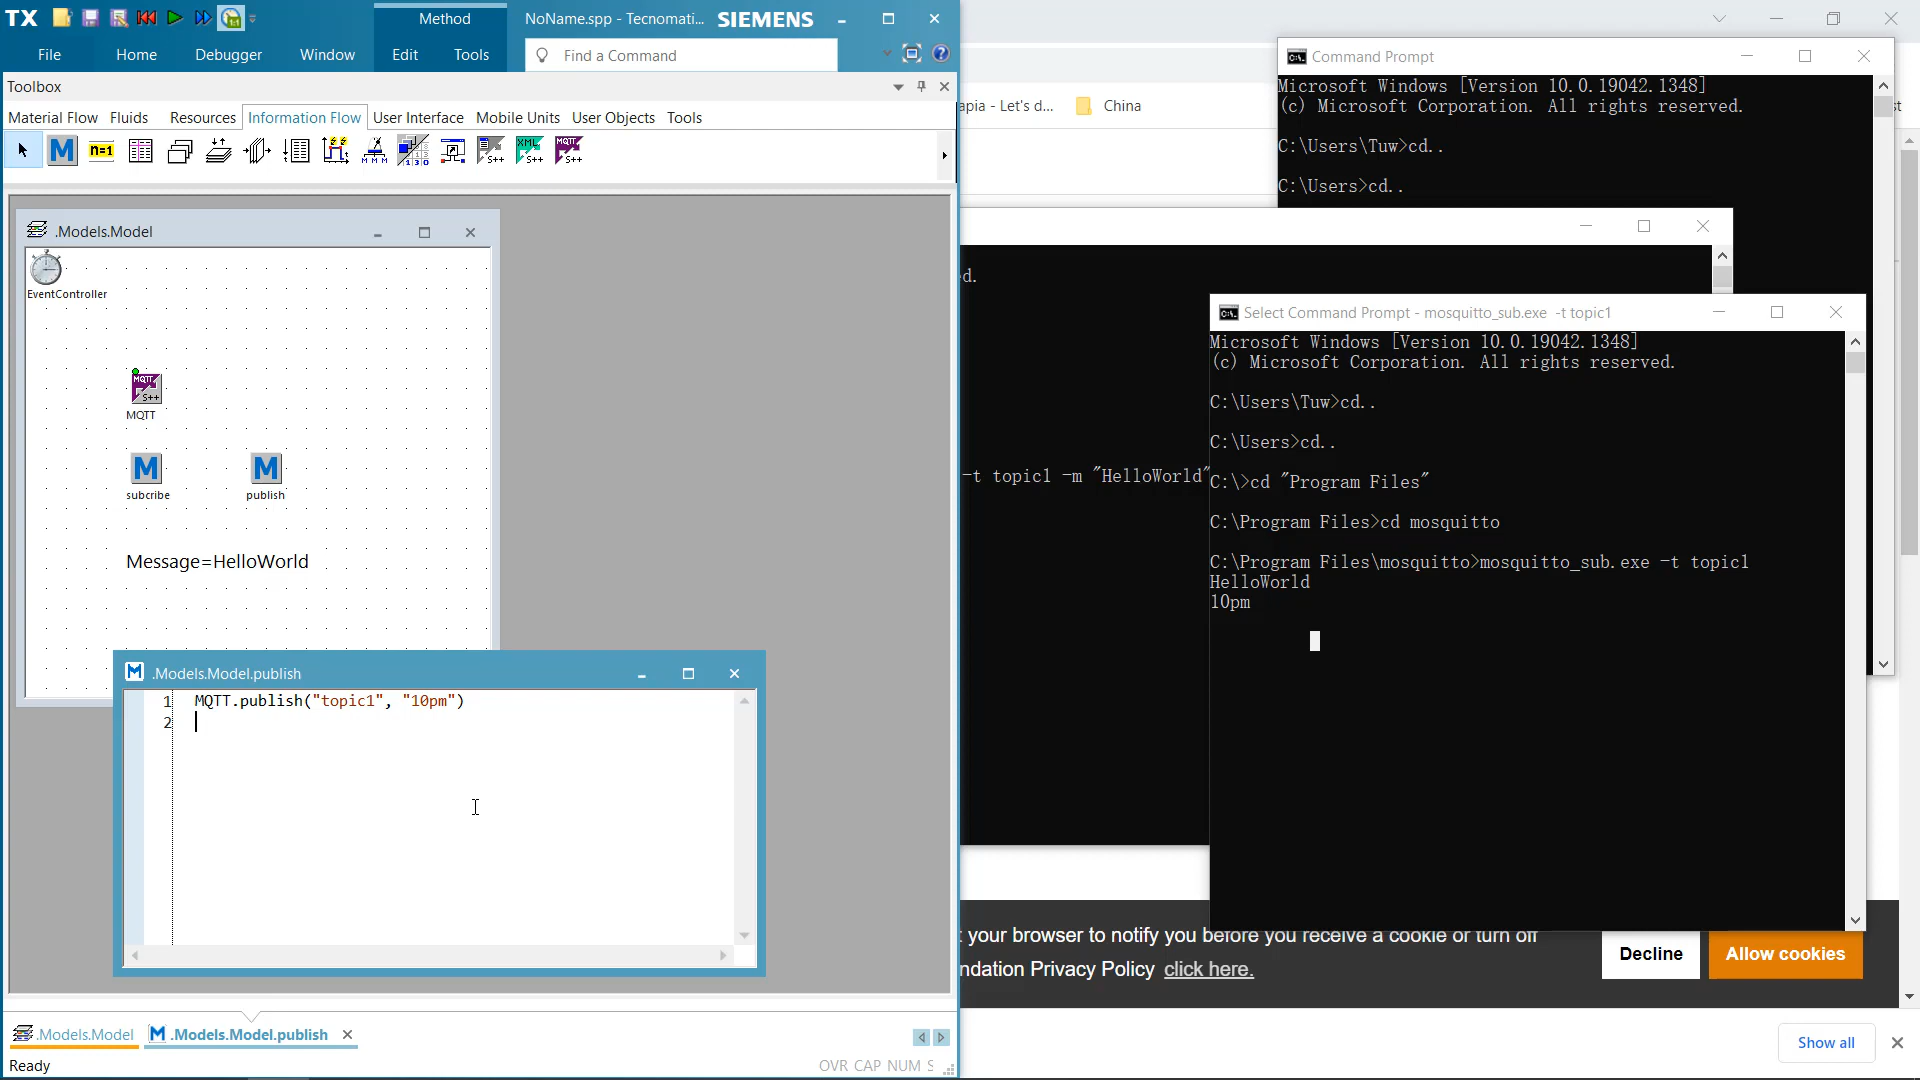 TX
Method
NoName.spp - Tecnomati...
SIEMENS
File
Home
Debugger
Window
Edit
Tools
Find a Command
Toolbox
Material Flow
Fluids
Resources
Information Flow
User Interface
Mobile Units
User Objects
Tools
M
n=1
S++
XML
S++
MQTT
S++
.Models.Model
EventController
MQTT
S++
MQTT
M
M
subcribe
publish
Message=HelloWorld
M .Models.Model.publish
1 MQTT.publish("topic1", "10pm")
2
.Models.Model
M .Models.Model.publish
Ready
OVR CAP NUM S
apia - Let's d...
China
Command Prompt
Microsoft Windows [Version 10.0.19042.1348]
(c) Microsoft Corporation. All rights reserved.
C:\Users\Tuw>cd..
C:\Users>cd..
ed.
-t topic1 -m "HelloWorld"
Select Command Prompt - mosquitto_sub.exe -t topic1
Microsoft Windows [Version 10.0.19042.1348]
(c) Microsoft Corporation. All rights reserved.
C:\Users\Tuw>cd..
C:\Users>cd..
C:\>cd "Program Files"
C:\Program Files>cd mosquitto
C:\Program Files\mosquitto>mosquitto_sub.exe -t topic1
HelloWorld
10pm
your browser to notify you before you receive a cookie or turn off
ndation Privacy Policy click here.
Decline
Allow cookies
Show all